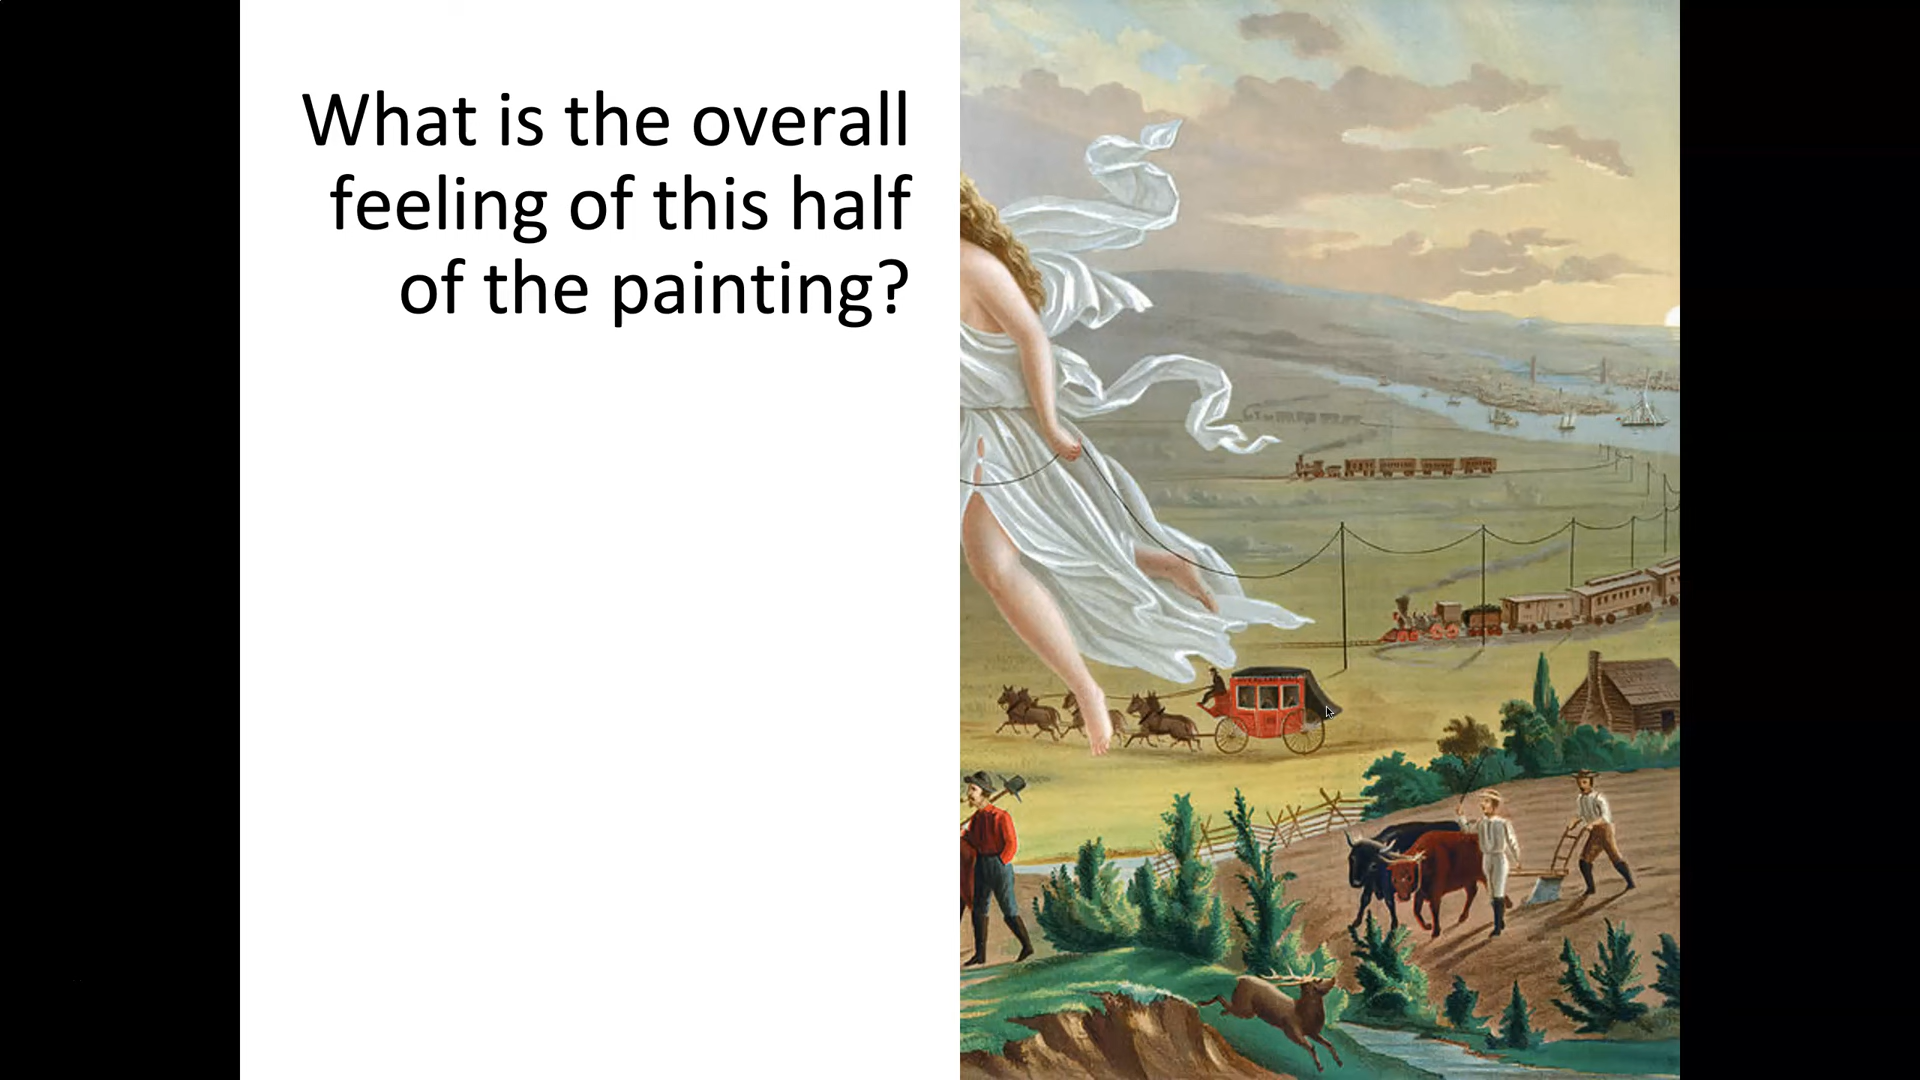 What is the overall
feeling of this half
of the painting?